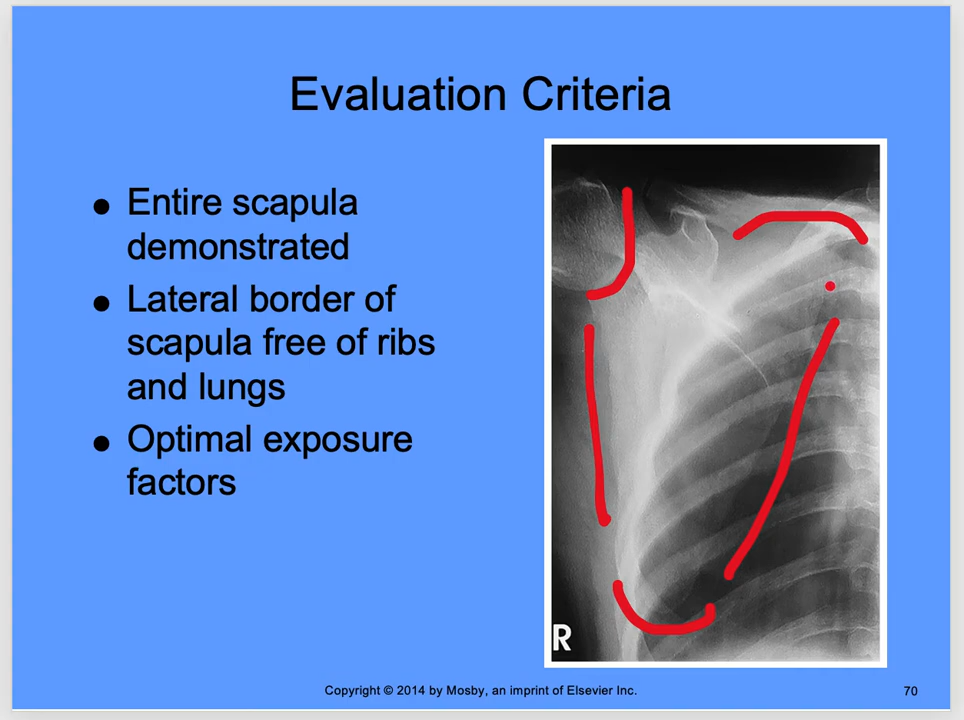 Evaluation Criteria
● Entire scapula
demonstrated
● Lateral border of
scapula free of ribs
and lungs
● Optimal exposure
factors
R
Copyright © 2014 by Mosby, an imprint of Elsevier Inc.
70